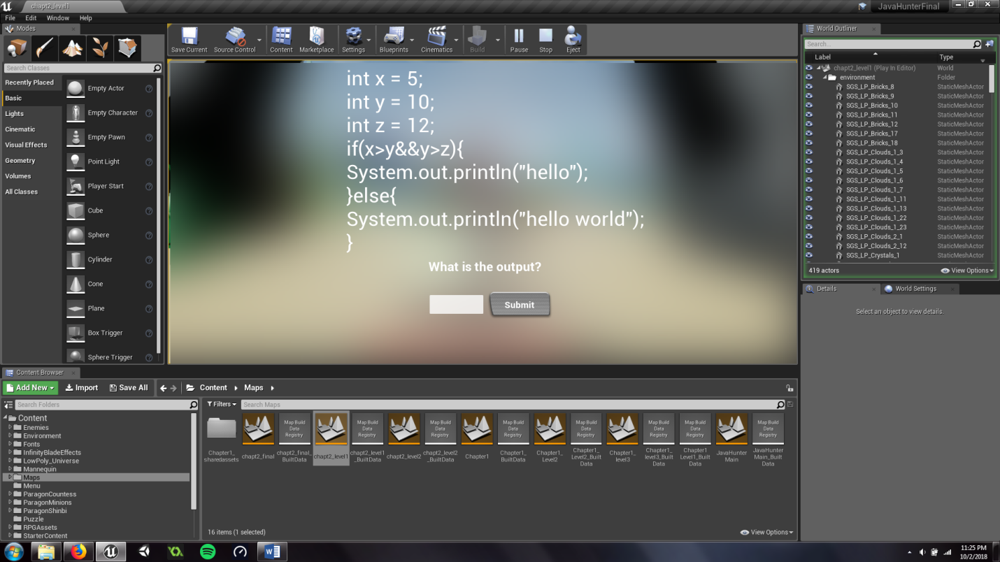 chapt2_level1
JavaHunterFinal
File Edit Window Help
Modes
Search Classes
Recently Placed
Basic
Lights
Cinematic
Visual Effects
Geometry
Volumes
All Classes
Empty Actor
Empty Character
Empty Pawn
Point Light
Player Start
Cube
Sphere
Cylinder
Cone
Plane
Box Trigger
Sphere Trigger
Save Current Source Control Content Marketplace Settings Blueprints Cinematics Build Pause Stop Eject
int x = 5;
int y = 10;
int z = 12;
if(x>y&&y>z){
System.out.println("hello");
}else{
System.out.println("hello world");
}
What is the output?
Submit
World Outliner
Search...
Label Type
chapt2_level1 (Play In Editor) World
environment Folder
SGS_LP_Bricks_8 StaticMeshActor
SGS_LP_Bricks_9 StaticMeshActor
SGS_LP_Bricks_10 StaticMeshActor
SGS_LP_Bricks_11 StaticMeshActor
SGS_LP_Bricks_12 StaticMeshActor
SGS_LP_Bricks_17 StaticMeshActor
SGS_LP_Bricks_18 StaticMeshActor
SGS_LP_Clouds_1_3 StaticMeshActor
SGS_LP_Clouds_1_4 StaticMeshActor
SGS_LP_Clouds_1_5 StaticMeshActor
SGS_LP_Clouds_1_6 StaticMeshActor
SGS_LP_Clouds_1_7 StaticMeshActor
SGS_LP_Clouds_1_11 StaticMeshActor
SGS_LP_Clouds_1_13 StaticMeshActor
SGS_LP_Clouds_1_22 StaticMeshActor
SGS_LP_Clouds_1_23 StaticMeshActor
SGS_LP_Clouds_2_1 StaticMeshActor
SGS_LP_Clouds_2_12 StaticMeshActor
SGS_LP_Crystals_1 StaticMeshActor
419 actors View Options
Details World Settings
Select an object to view details.
Content Browser
Add New Import Save All Content Maps
Search Folders
Content
Enemies
Environment
Fonts
InfinityBladeEffects
LowPoly_Universe
Mannequin
Maps
Menu
ParagonCountess
ParagonMinions
ParagonShinbi
Puzzle
RPGAssets
StarterContent
Filters Search Maps
Map Build Data Registry
Map Build Data Registry
Map Build Data Registry
Map Build Data Registry
Map Build Data Registry
Map Build Data Registry
Map Build Data Registry
Map Build Data Registry
Chapter1_sharedassets
chapt2_final
chapt2_final_BuiltData
chapt2_level1
chapt2_level1_BuiltData
chapt2_level2
chapt2_level2_BuiltData
Chapter1
Chapter1_BuiltData
Chapter1_Level2
Chapter1_Level2_BuiltData
Chapter1_level3
Chapter1_level3_BuiltData
Chapter1_Level1_BuiltData
JavaHunterMain
JavaHunterMain_BuiltData
16 items (1 selected) View Options
11:25 PM
10/2/2018